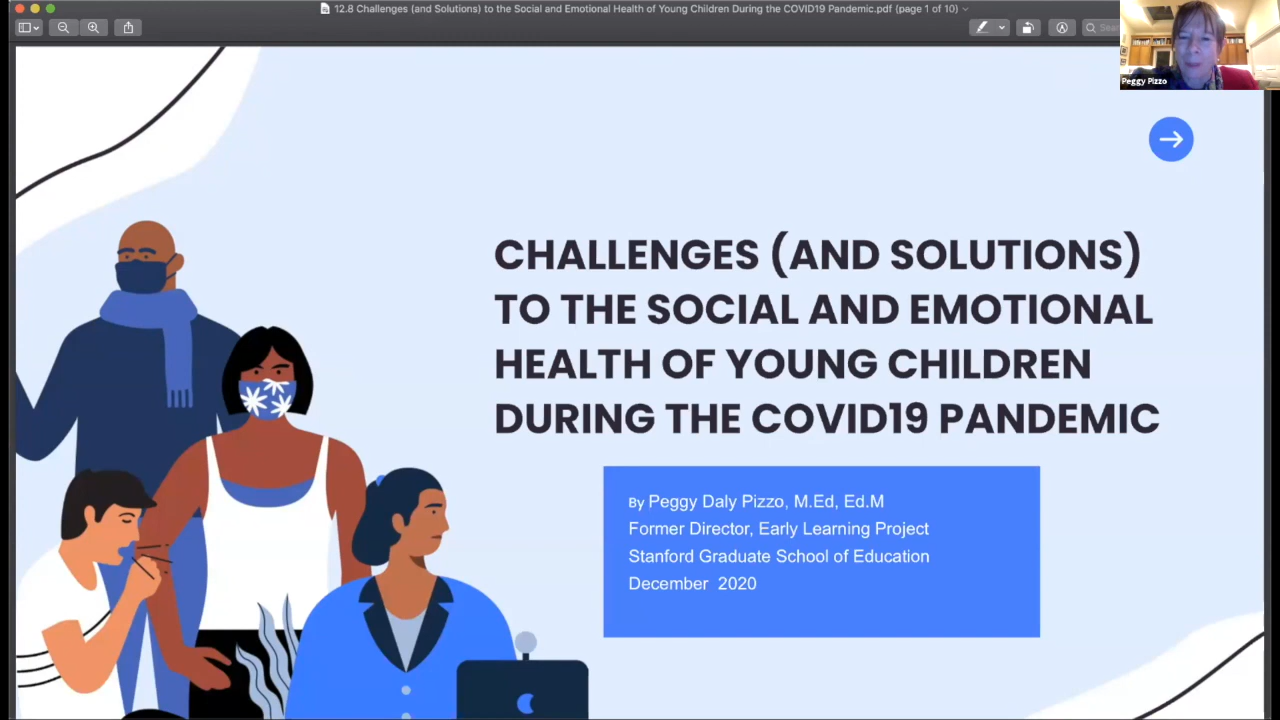 12.8 Challenges (and Solutions) to the Social and Emotional Health of Young Children During the COVID19 Pandemic.pdf (page 1 of 10)
Sear
Peggy Pizzo
CHALLENGES (AND SOLUTIONS)
TO THE SOCIAL AND EMOTIONAL
HEALTH OF YOUNG CHILDREN
DURING THE COVID19 PANDEMIC
By Peggy Daly Pizzo, M.Ed, Ed.M
Former Director, Early Learning Project
Stanford Graduate School of Education
December 2020